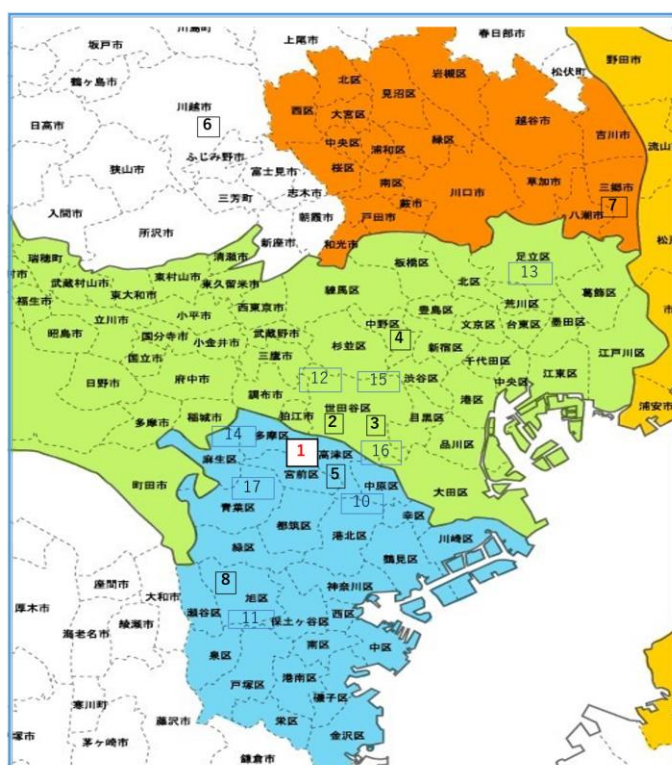 川島町
坂戸市
上尾市
春日部市
松伏町
野田市
鶴ヶ島市
北区
岩槻区
見沼区
川越市
西区
大宮区
越谷市
吉川市
日高市
6
中央区
浦和区
緑区
流山市
ふじみ野市
桜区
狭山市
富士見市
南区
川口市
草加市
三郷市
三芳町
志木市
蕨市
7
入間市
朝霞市
戸田市
八潮市
所沢市
新座市
和光市
清瀬市
足立区
瑞穂町
東村山市
板橋区
北区
13
武蔵村山市
東久留米市
練馬区
葛飾区
福生市
東大和市
西東京市
豊島区
荒川区
立川市
小平市
中野区
文京区
台東区
墨田区
昭島市
国分寺市
武蔵野市
4
小金井市
杉並区
新宿区
国立市
三鷹市
千代田区
江戸川区
日野市
府中市
12
15
渋谷区
中央区
江東区
調布市
港区
浦安市
多摩市
稲城市
狛江市
世田谷区
目黒区
2
3
14
多摩区
品川区
麻生区
1
高津区
16
宮前区
5
町田市
17
中原区
大田区
青葉区
10
幸区
都筑区
港北区
川崎区
緑区
鶴見区
座間市
8
大和市
旭区
神奈川区
厚木市
瀬谷区
11
西区
綾瀬市
保土ヶ谷区
海老名市
泉区
南区
中区
戸塚区
港南区
寒川町
磯子区
藤沢市
栄区
茅ヶ崎市
金沢区
鎌倉市